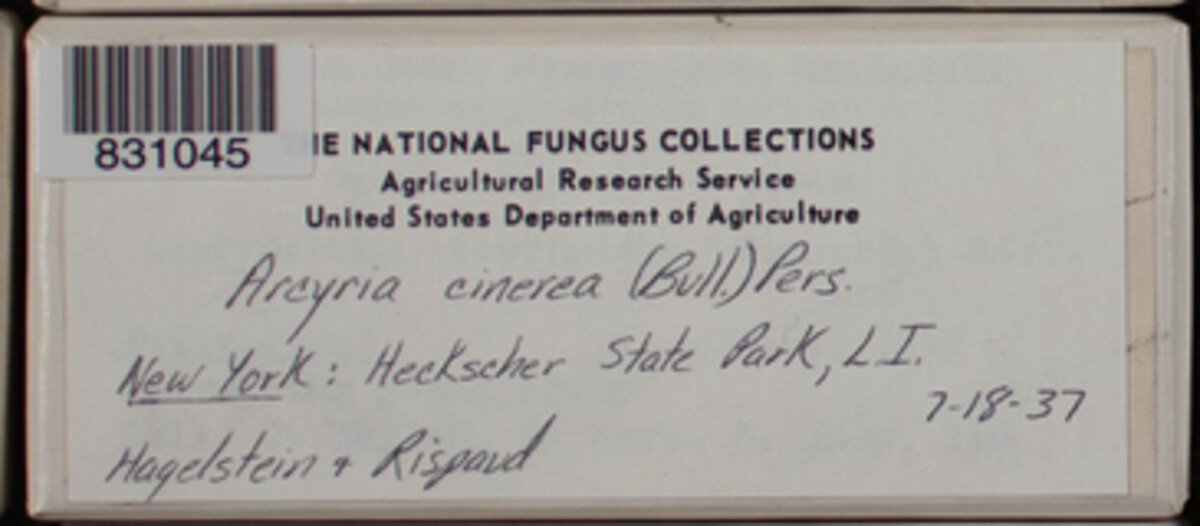 831045
THE NATIONAL FUNGUS COLLECTIONS
Agricultural Research Service
United States Department of Agriculture
Arcyria cinerea (Bull.) Pers.
New York: Heckscher State Park, L I.
7-18-37
Hagelstein + Rispaud